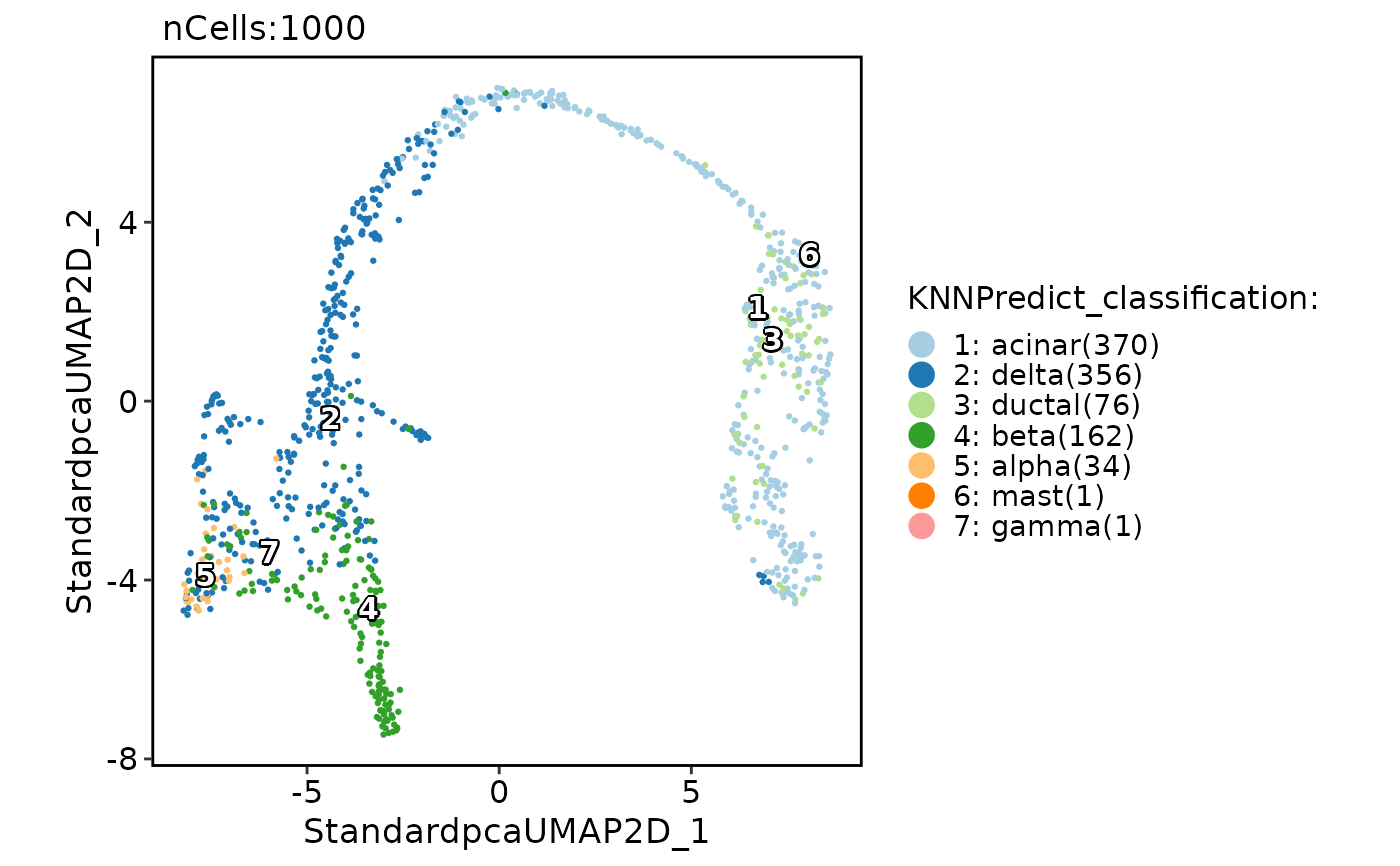 nCells:1000
StandardpcaUMAP2D_2
4
0
-4
-8
6
1
3
2
7
5
4
-5
0
5
StandardpcaUMAP2D_1
KNNPredict_classification:
1: acinar(370)
2: delta(356)
3: ductal(76)
4: beta(162)
5: alpha(34)
6: mast(1)
7: gamma(1)